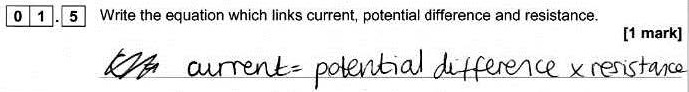 0 1 . 5 Write the equation which links current, potential difference and resistance.
[1 mark]
current= potential difference x resistance